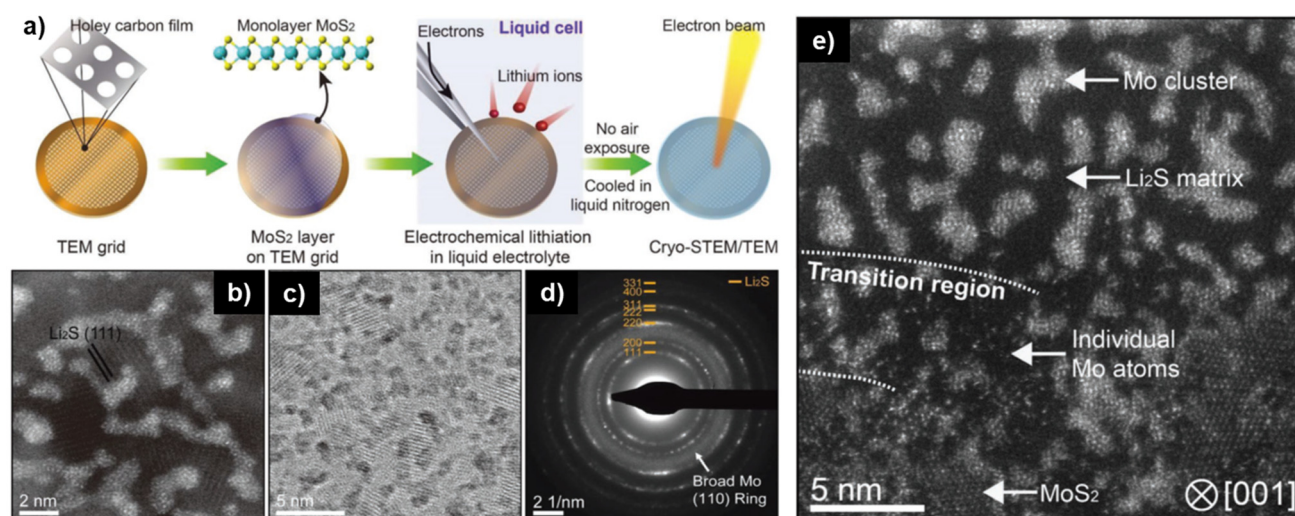 a)
Holey carbon film
Monolayer MoS₂
Electrons
Liquid cell
Lithium ions
Electron beam
No air
exposure
Cooled in
liquid nitrogen
TEM grid
MoS₂ layer
on TEM grid
Electrochemical lithiation
in liquid electrolyte
Cryo-STEM/TEM
b)
Li₂S (111)
2 nm
c)
5 nm
d)
331
400
311
222
220
200
111
Li₂S
Broad Mo
(110) Ring
2 1/nm
e)
Mo cluster
Li₂S matrix
Transition region
Individual
Mo atoms
5 nm
MoS₂
[001]